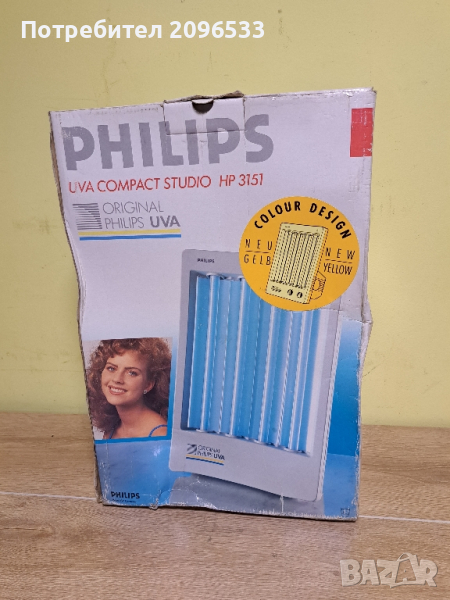 Потребител 2096533
PHILIPS
UVA COMPACT STUDIO HP 3151
ORIGINAL
PHILIPS UVA
COLOUR DESIGN
NEU
GELB
NEW
YELLOW
PHILIPS
ORIGINAL
PHILIPS UVA
PHILIPS
BAZAR